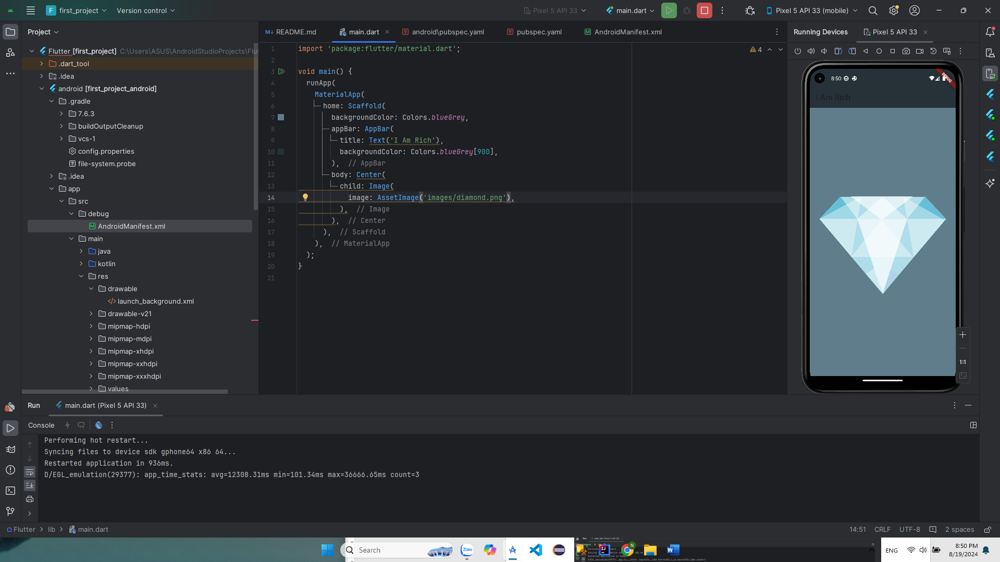 F first_project Version control Pixel 5 API 33 main.dart Pixel 5 API 33 (mobile)
Project
Flutter [first_project] C:\Users\ASUS\AndroidStudioProjects\Flu
.dart_tool
.idea
android [first_project_android]
.gradle
7.6.3
buildOutputCleanup
vcs-1
config.properties
file-system.probe
.idea
app
src
debug
AndroidManifest.xml
main
java
kotlin
res
drawable
launch_background.xml
drawable-v21
mipmap-hdpi
mipmap-mdpi
mipmap-xhdpi
mipmap-xxhdpi
mipmap-xxxhdpi
values
README.md main.dart android\pubspec.yaml pubspec.yaml AndroidManifest.xml
4
1 import 'package:flutter/material.dart';
2
3 void main() {
4 runApp(
5 MaterialApp(
6 home: Scaffold(
7 backgroundColor: Colors.blueGrey,
8 appBar: AppBar(
9 title: Text('I Am Rich'),
10 backgroundColor: Colors.blueGrey[900],
11 ), // AppBar
12 body: Center(
13 child: Image(
14 image: AssetImage('images/diamond.png'),
15 ), // Image
16 ), // Center
17 ), // Scaffold
18 ), // MaterialApp
19 );
20 }
21
Running Devices Pixel 5 API 33
8:50
DEBUG
I Am Rich
1:1
Run main.dart (Pixel 5 API 33)
Console
Performing hot restart...
Syncing files to device sdk gphone64 x86 64...
Restarted application in 936ms.
D/EGL_emulation(29377): app_time_stats: avg=12308.31ms min=101.34ms max=36666.65ms count=3
Flutter lib main.dart 14:51 CRLF UTF-8 2 spaces
Search Zalo ENG 8:50 PM
8/19/2024